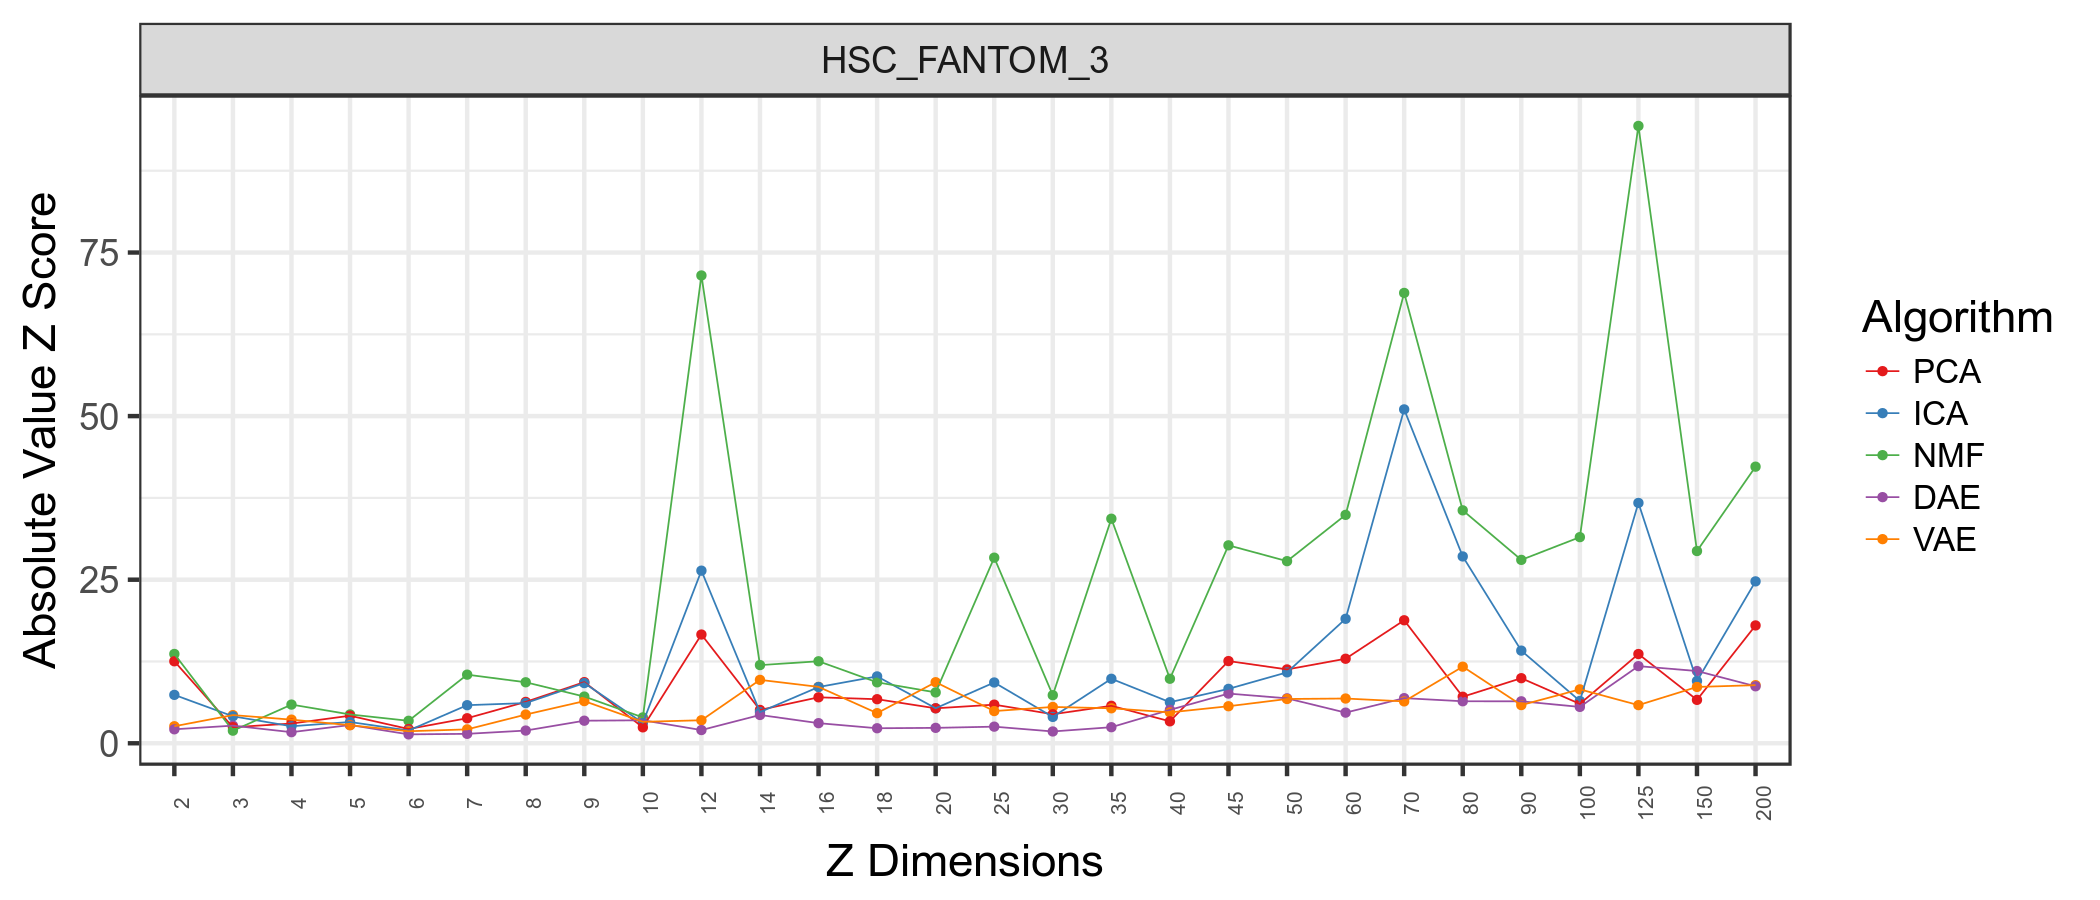 HSC_FANTOM_3
Absolute Value Z Score
75
50
25
0
2 3 4 5 6 7 8 9 10 12 14 16 18 20 25 30 35 40 45 50 60 70 80 90 100 125 150 200
Z Dimensions
Algorithm
PCA
ICA
NMF
DAE
VAE